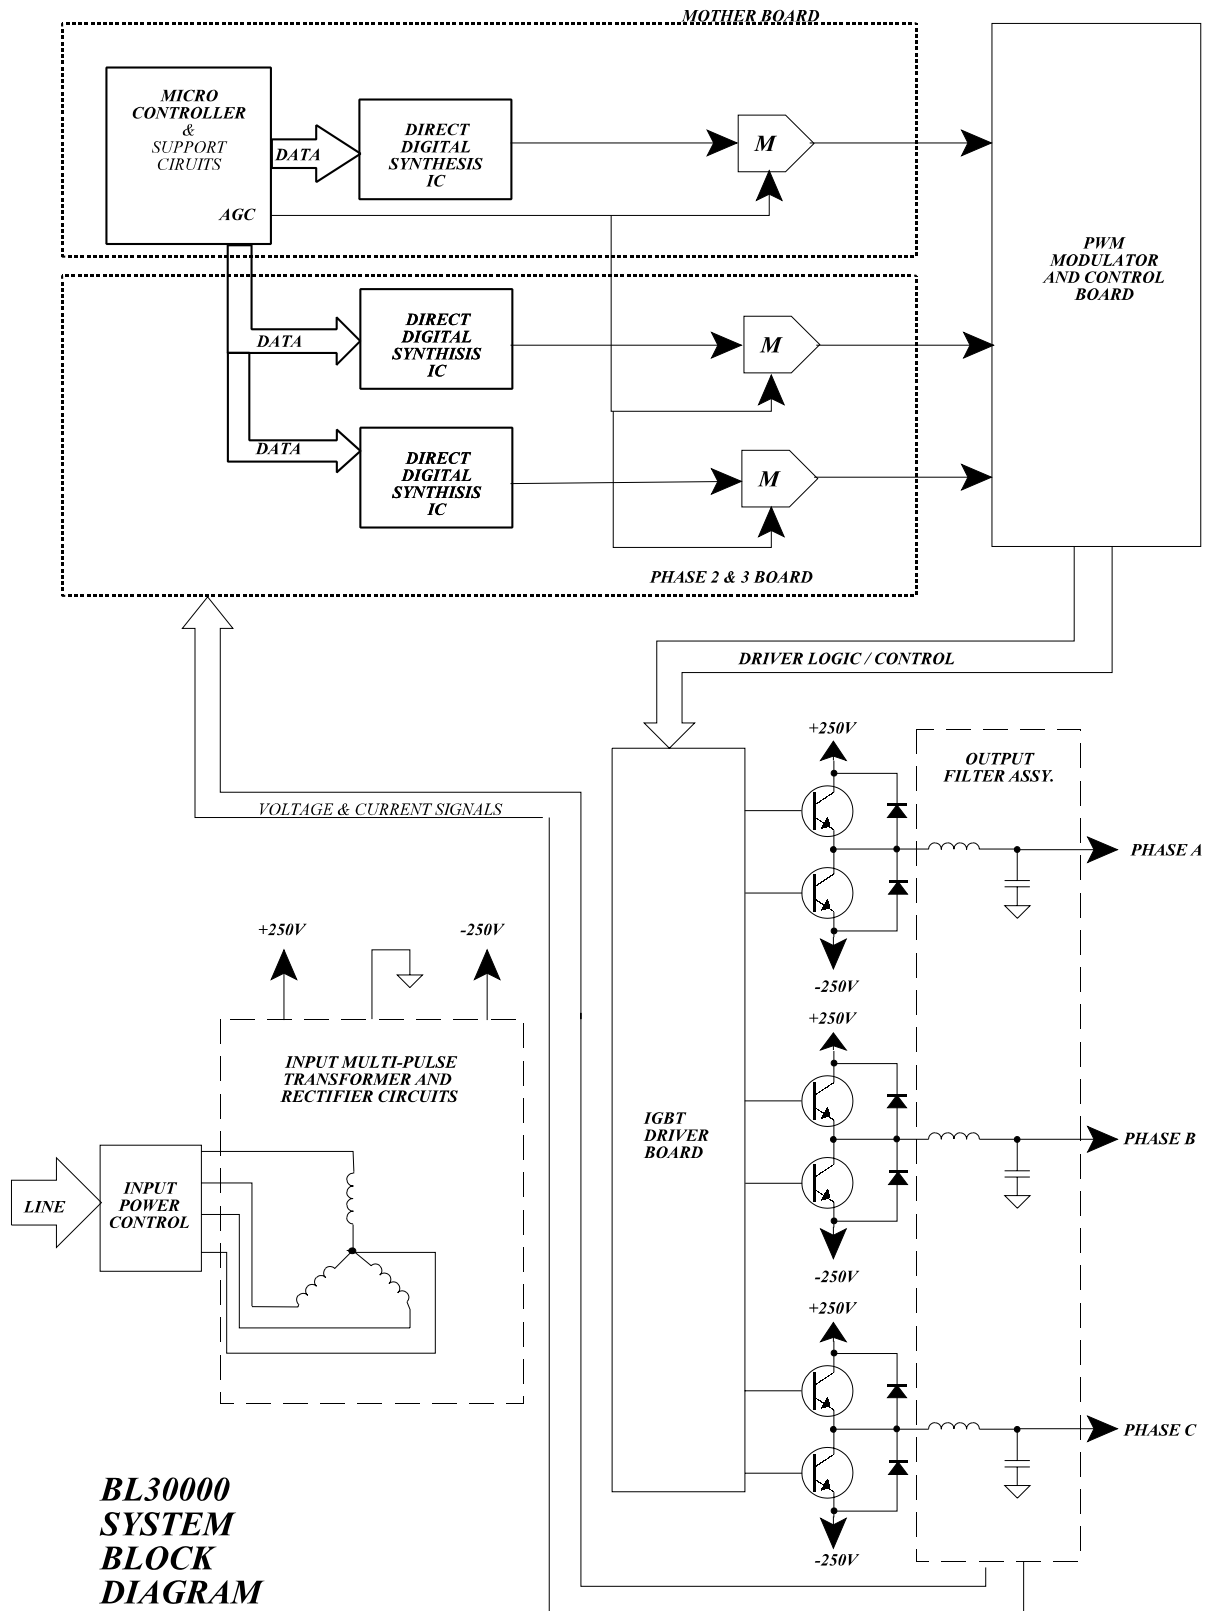 MOTHER BOARD
MICRO
CONTROLLER
&
SUPPORT
CIRUITS
AGC
DATA
DIRECT
DIGITAL
SYNTHESIS
IC
M
PWM
MODULATOR
AND CONTROL
BOARD
DATA
DIRECT
DIGITAL
SYNTHISIS
IC
M
DATA
DIRECT
DIGITAL
SYNTHISIS
IC
M
PHASE 2 & 3 BOARD
DRIVER LOGIC / CONTROL
VOLTAGE & CURRENT SIGNALS
+250V
OUTPUT
FILTER ASSY.
PHASE A
-250V
+250V
-250V
INPUT MULTI-PULSE
TRANSFORMER AND
RECTIFIER CIRCUITS
LINE
INPUT
POWER
CONTROL
IGBT
DRIVER
BOARD
+250V
PHASE B
-250V
+250V
PHASE C
-250V
BL30000
SYSTEM
BLOCK
DIAGRAM